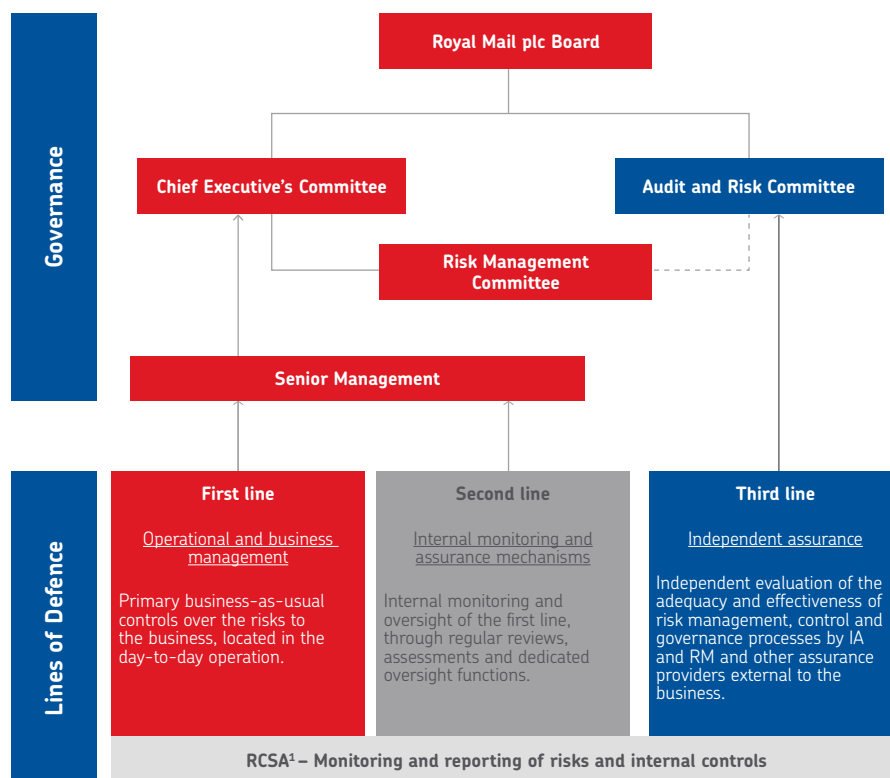 Royal Mail plc Board
Governance
Chief Executive’s Committee
Audit and Risk Committee
Risk Management
Committee
Senior Management
Lines of Defence
First line
Operational and business
management
Primary business-as-usual
controls over the risks to
the business, located in the
day-to-day operation.
Second line
Internal monitoring and
assurance mechanisms
Internal monitoring and
oversight of the first line,
through regular reviews,
assessments and dedicated
oversight functions.
Third line
Independent assurance
Independent evaluation of the
adequacy and effectiveness of
risk management, control and
governance processes by IA
and RM and other assurance
providers external to the
business.
RCSA¹ – Monitoring and reporting of risks and internal controls